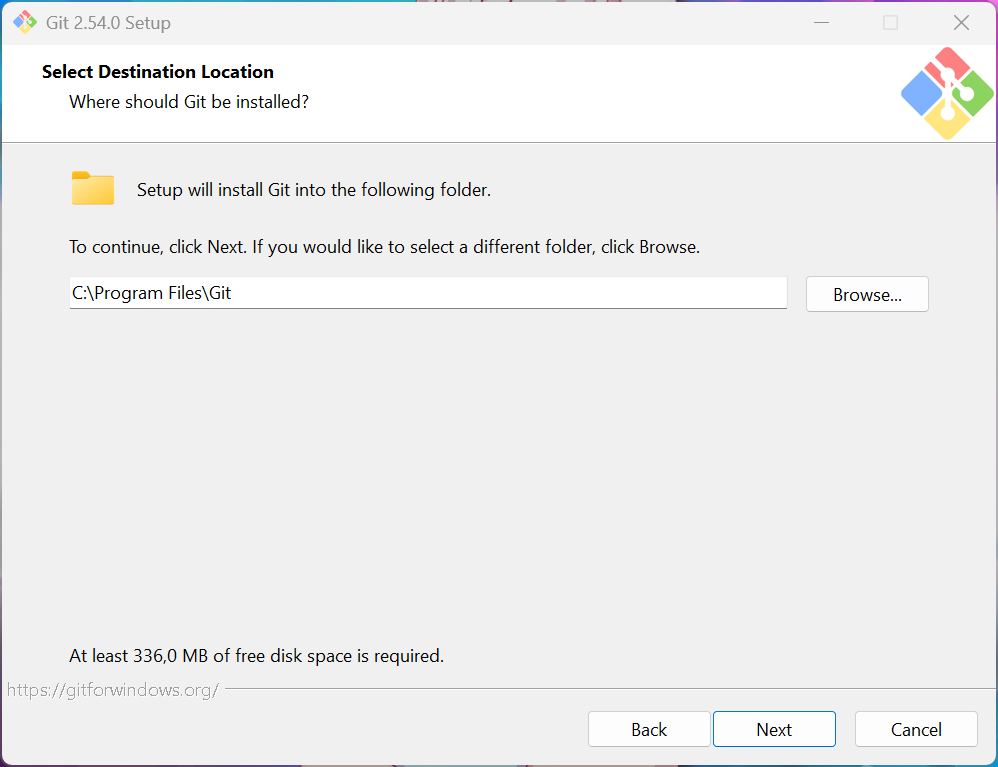 Git 2.54.0 Setup
Select Destination Location
Where should Git be installed?
Setup will install Git into the following folder.
To continue, click Next. If you would like to select a different folder, click Browse.
C:\Program Files\Git
Browse...
At least 336,0 MB of free disk space is required.
https://gitforwindows.org/
Back
Next
Cancel